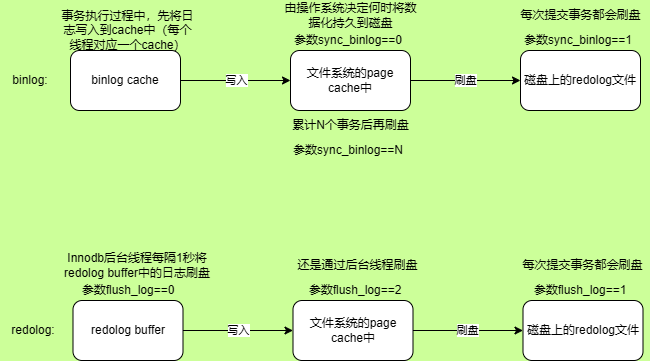 事务执行过程中，先将日
志写入到cache中（每个
线程对应一个cache）
由操作系统决定何时将数
据化持久到磁盘
参数sync_binlog==0
每次提交事务都会刷盘
参数sync_binlog==1
binlog:
binlog cache
写入
文件系统的page
cache中
刷盘
磁盘上的redolog文件
累计N个事务后再刷盘
参数sync_binlog==N
Innodb后台线程每隔1秒将
redolog buffer中的日志刷盘
参数flush_log==0
还是通过后台线程刷盘
参数flush_log==2
每次提交事务都会刷盘
参数flush_log==1
redolog:
redolog buffer
写入
文件系统的page
cache中
刷盘
磁盘上的redolog文件